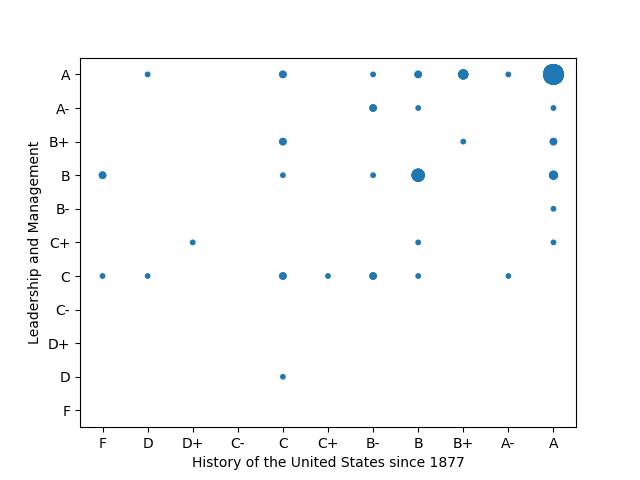 Leadership and Management
A
A-
B+
B
B-
C+
C
C-
D+
D
F
F D D+ C- C C+ B- B B+ A- A
History of the United States since 1877